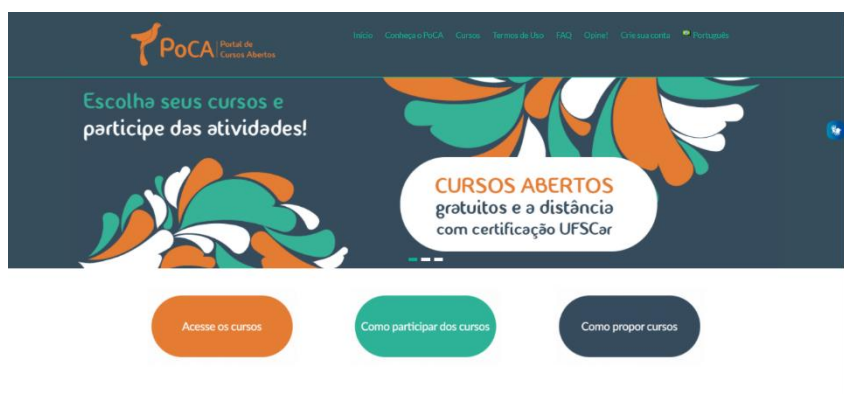 PoCA Portal de
Cursos Abertos
Início Conheça o PoCA Cursos Termos de Uso FAQ Opine! Crie sua conta Português
Escolha seus cursos e
participe das atividades!
CURSOS ABERTOS
gratuitos e a distância
com certificação UFSCar
Acesse os cursos
Como participar dos cursos
Como propor cursos